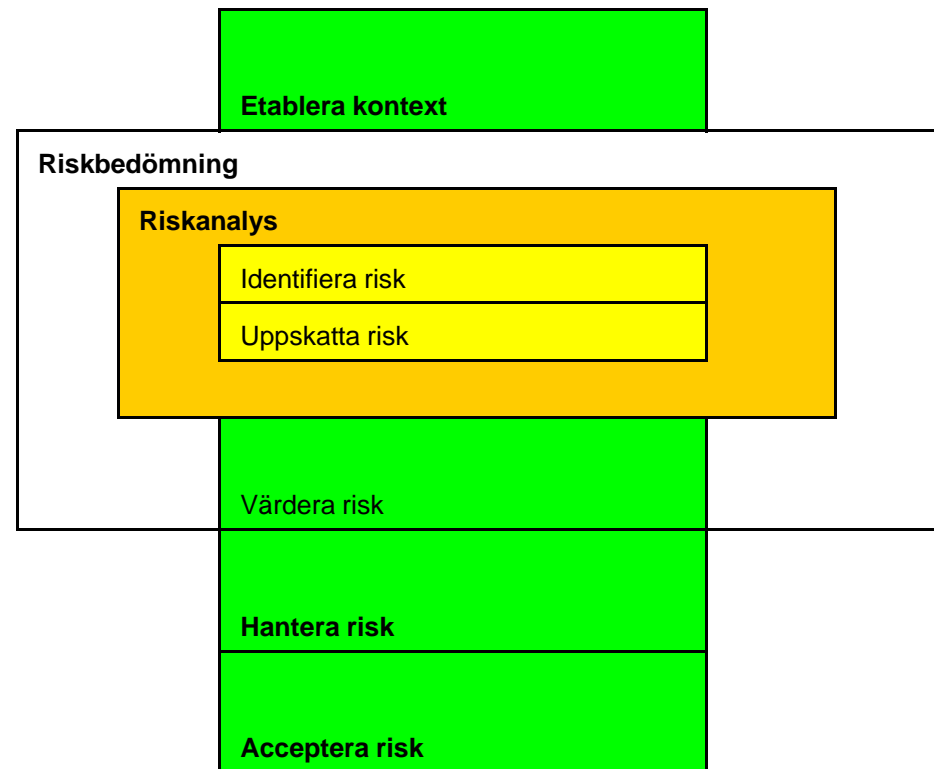 Etablera kontext
Riskbedömning
Riskanalys
Identifiera risk
Uppskatta risk
Värdera risk
Hantera risk
Acceptera risk